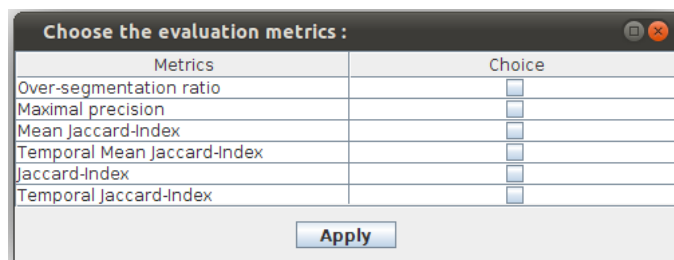 Choose the evaluation metrics :
Metrics Choice
Over-segmentation ratio
Maximal precision
Mean Jaccard-Index
Temporal Mean Jaccard-Index
Jaccard-Index
Temporal Jaccard-Index
Apply